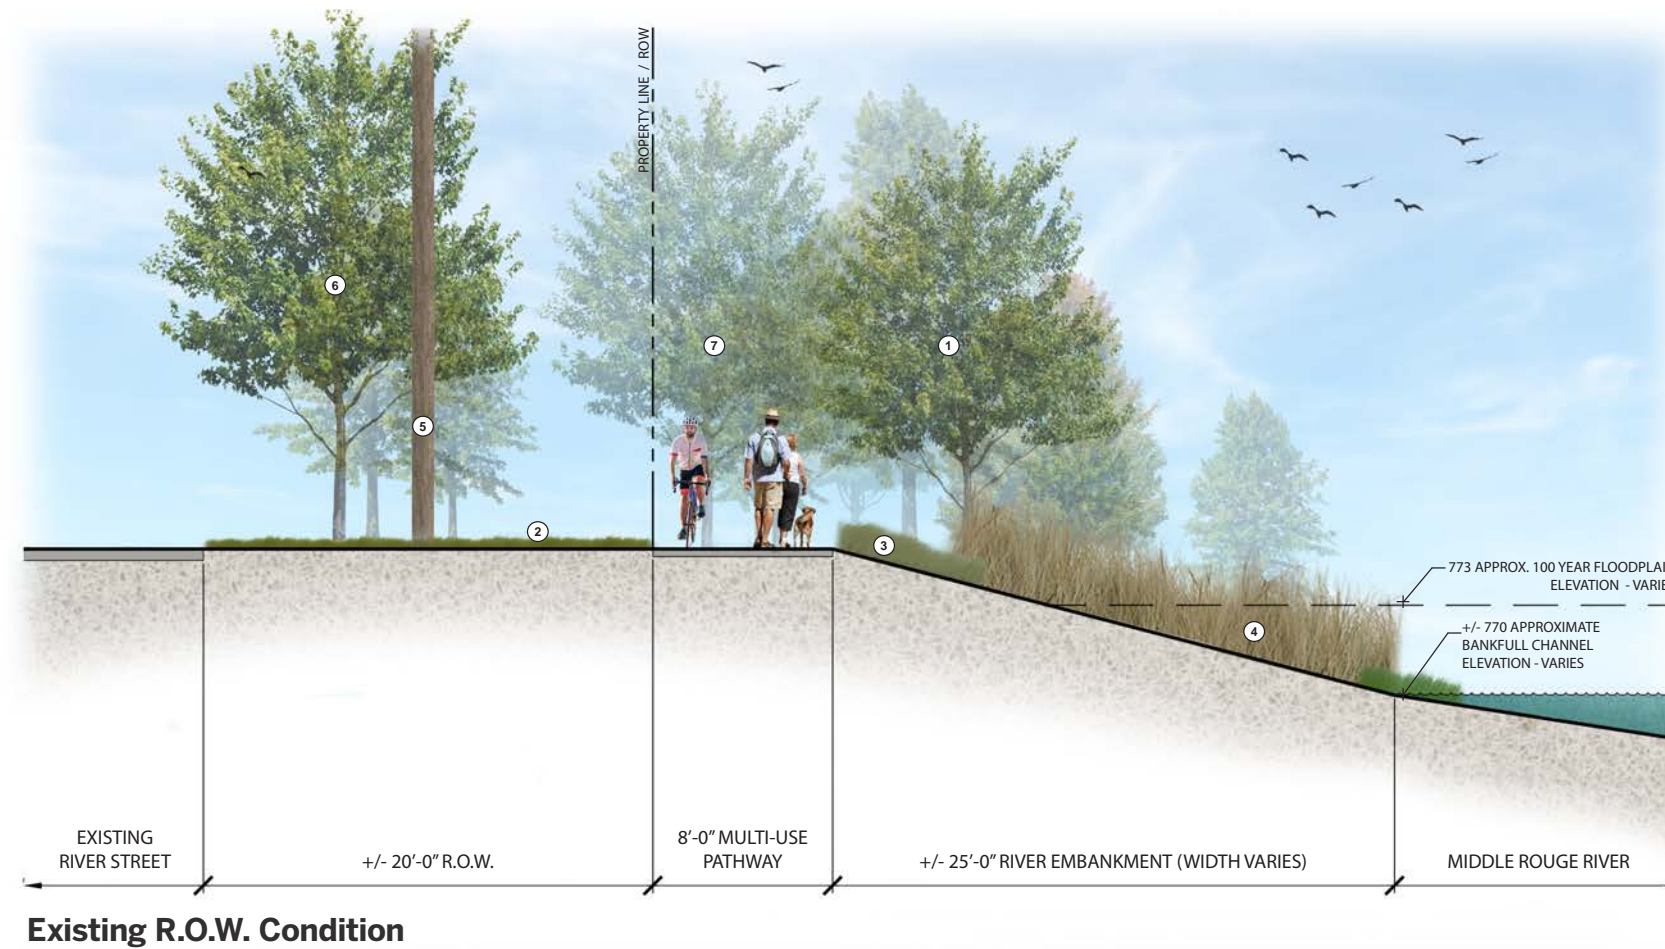 PROPERTY LINE / ROW
6
7
1
5
2
3
4
773 APPROX. 100 YEAR FLOODPLAI
ELEVATION - VARIE
+/- 770 APPROXIMATE
BANKFULL CHANNEL
ELEVATION - VARIES
EXISTING
RIVER STREET
+/- 20'-0" R.O.W.
8'-0" MULTI-USE
PATHWAY
+/- 25'-0" RIVER EMBANKMENT (WIDTH VARIES)
MIDDLE ROUGE RIVER
Existing R.O.W. Condition